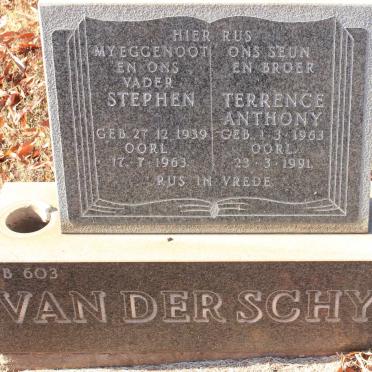 HIER RUS
MY EGGENOOT
EN ONS
VADER
STEPHEN
GEB. 27.12.1939
OORL.
17.7.1963
ONS SEUN
EN BROER
TERRENCE
ANTHONY
GEB. 1.3.1963
OORL.
23.3.1991
RUS IN VREDE
B 603
VAN DER SCHY